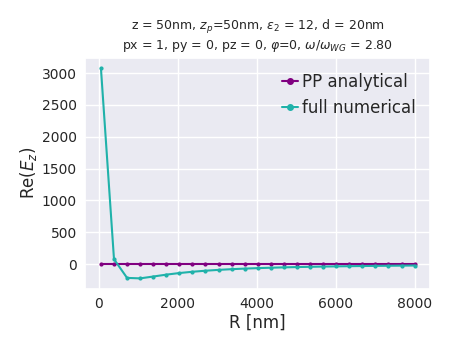 z = 50nm, z_p=50nm, ε_2 = 12, d = 20nm
px = 1, py = 0, pz = 0, φ=0, ω/ω_WG = 2.80
PP analytical
full numerical
Re(E_z)
3000
2500
2000
1500
1000
500
0
0 2000 4000 6000 8000
R [nm]